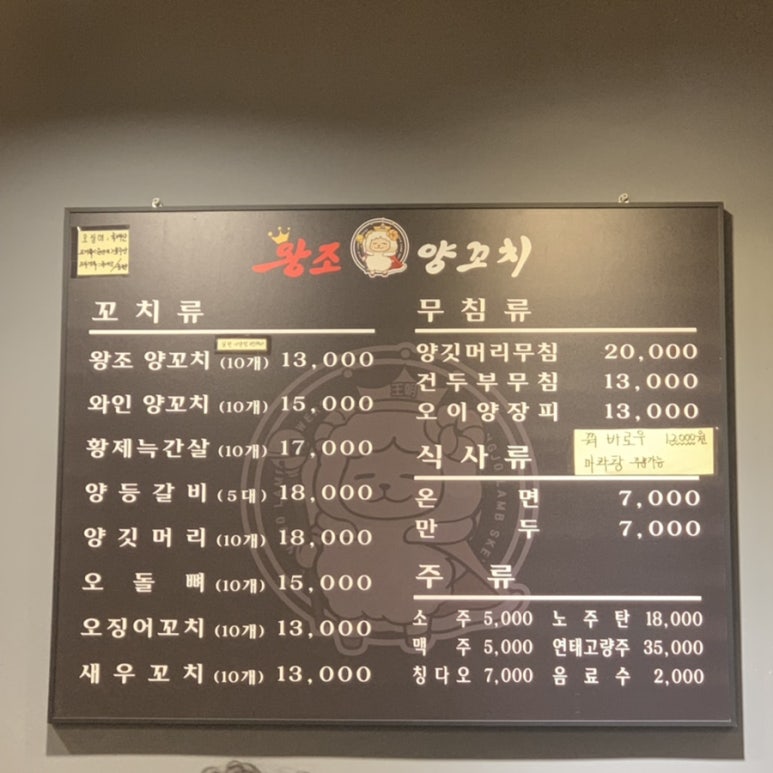 왕조 양꼬치
꼬치류
왕조 양꼬치 (10개) 13,000
와인 양꼬치 (10개) 15,000
황제늑간살 (10개) 17,000
양등갈비 (5대) 18,000
양깃머리 (10개) 18,000
오돌뼈 (10개) 15,000
오징어꼬치 (10개) 13,000
새우꼬치 (10개) 13,000
무침류
양깃머리무침 20,000
건두부무침 13,000
오이양장피 13,000
꿔바로우 13,000원
식사류
온면 7,000
만두 7,000
주류
소주 5,000 노주탄 18,000
맥주 5,000 연태고량주 35,000
칭다오 7,000 음료수 2,000